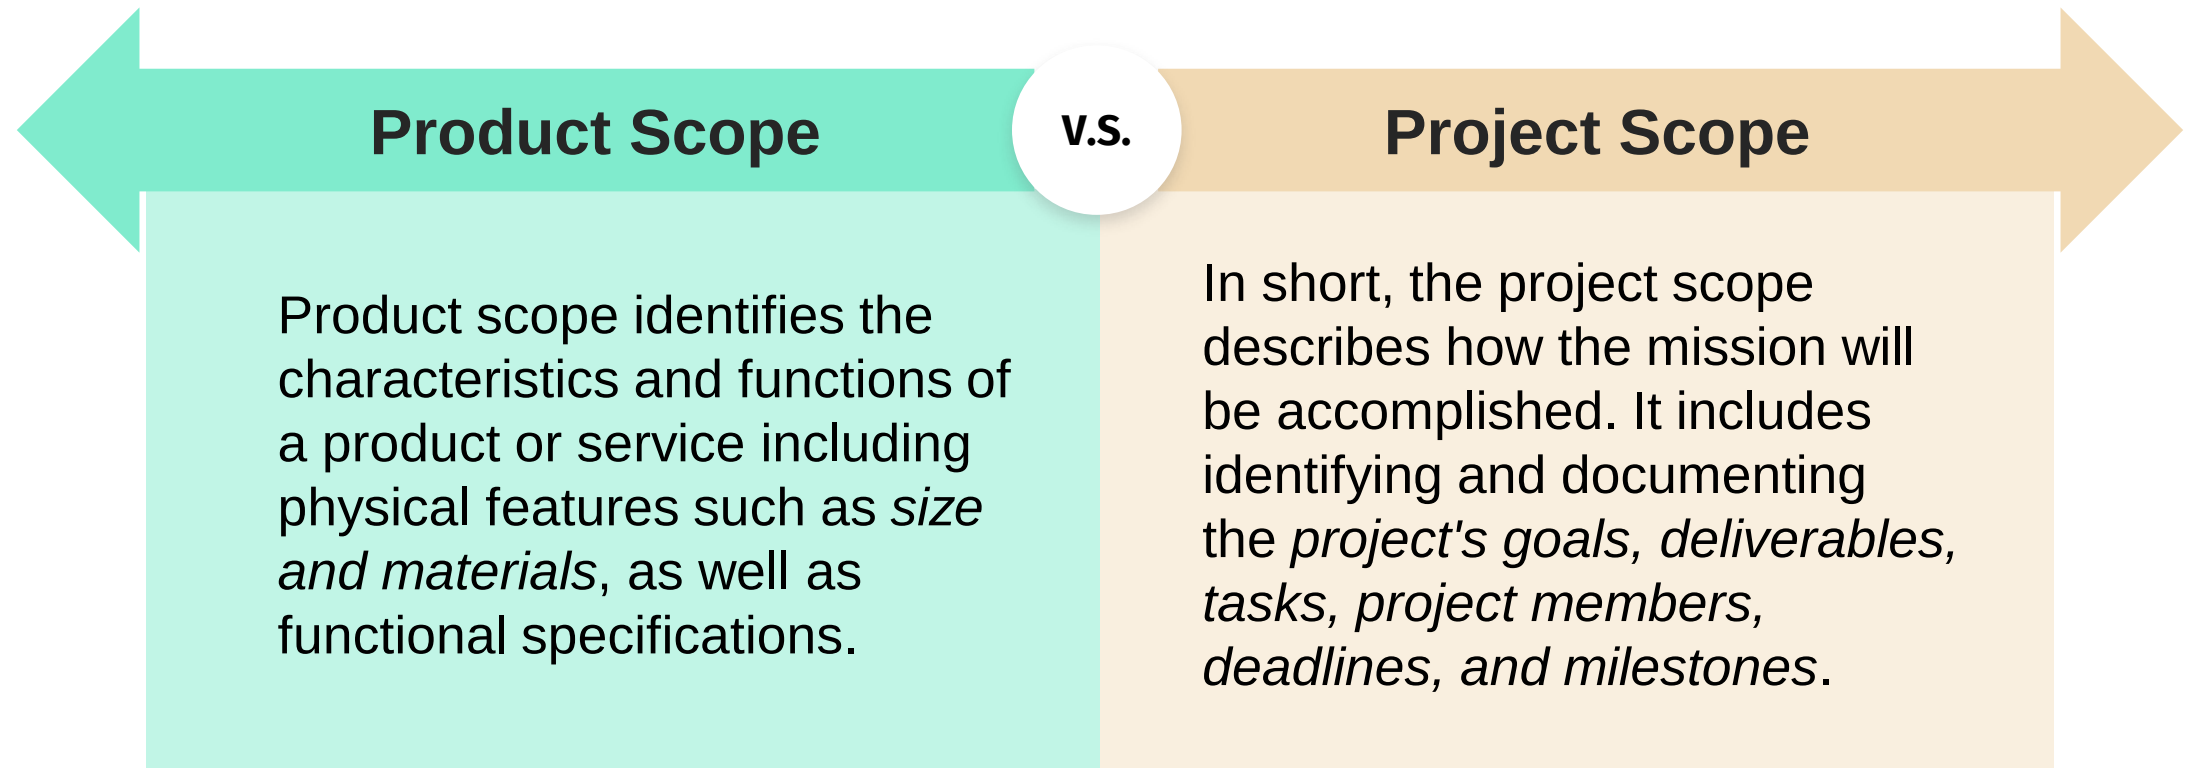 Product Scope
V.S.
Project Scope
Product scope identifies the
characteristics and functions of
a product or service including
physical features such as size
and materials, as well as
functional specifications.
In short, the project scope
describes how the mission will
be accomplished. It includes
identifying and documenting
the project's goals, deliverables,
tasks, project members,
deadlines, and milestones.